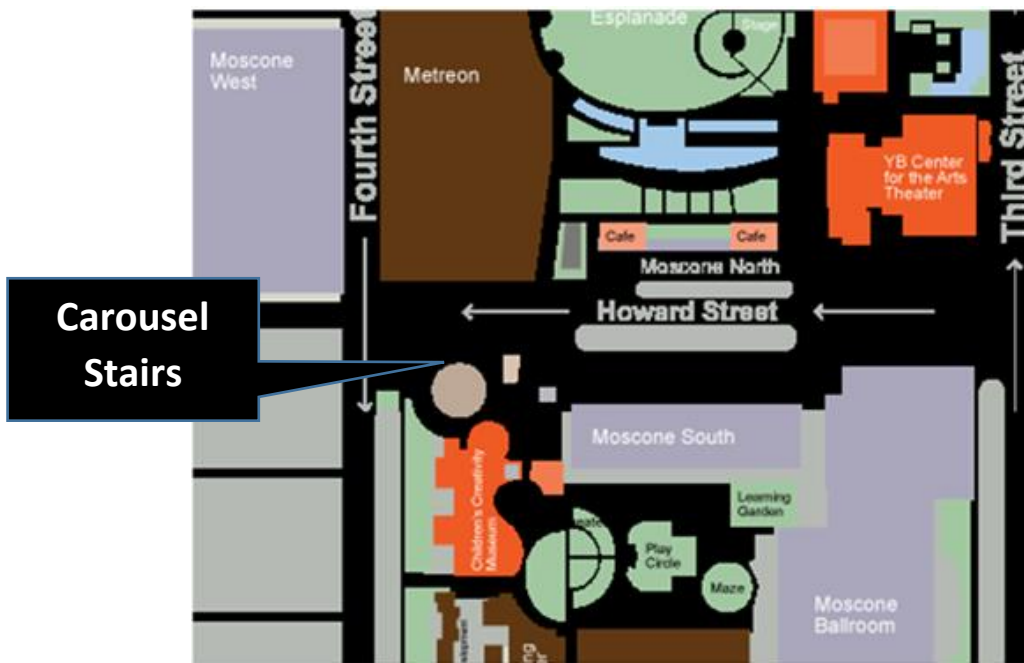 Esplanade
Stage
Moscone
West
Fourth Street
Metreon
Third Street
YB Center
for the Arts
Theater
Cafe
Cafe
Moscone North
Howard Street
Carousel
Stairs
Moscone South
Children's Creativity
Museum
Learning
Garden
Play
Circle
Maze
Moscone
Ballroom